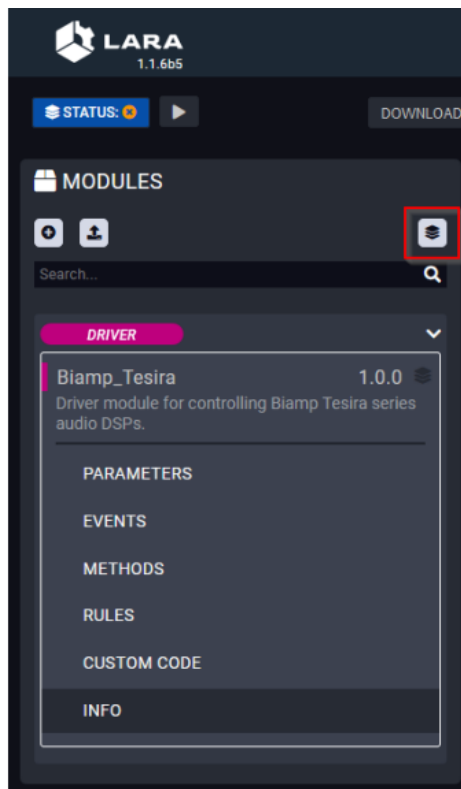 LARA
1.1.6b5
STATUS:
DOWNLOAD
MODULES
Search...
DRIVER
Biamp_Tesira 1.0.0
Driver module for controlling Biamp Tesira series
audio DSPs.
PARAMETERS
EVENTS
METHODS
RULES
CUSTOM CODE
INFO